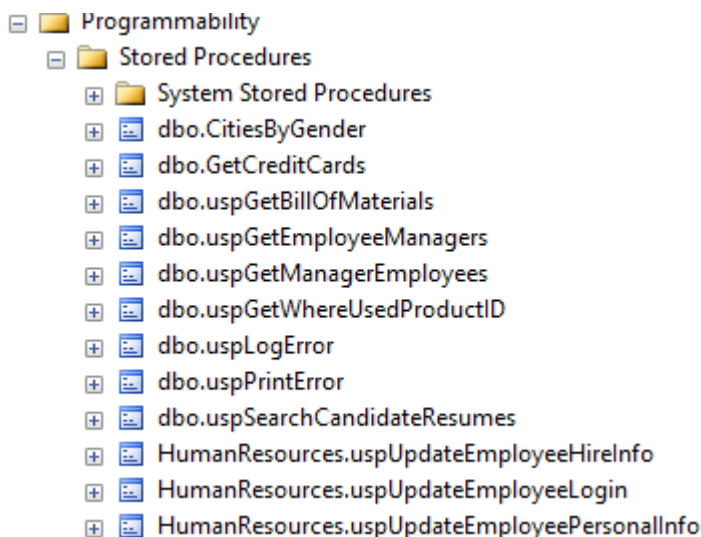 Programmability
Stored Procedures
System Stored Procedures
dbo.CitiesByGender
dbo.GetCreditCards
dbo.uspGetBillOfMaterials
dbo.uspGetEmployeeManagers
dbo.uspGetManagerEmployees
dbo.uspGetWhereUsedProductID
dbo.uspLogError
dbo.uspPrintError
dbo.uspSearchCandidateResumes
HumanResources.uspUpdateEmployeeHireInfo
HumanResources.uspUpdateEmployeeLogin
HumanResources.uspUpdateEmployeePersonalInfo